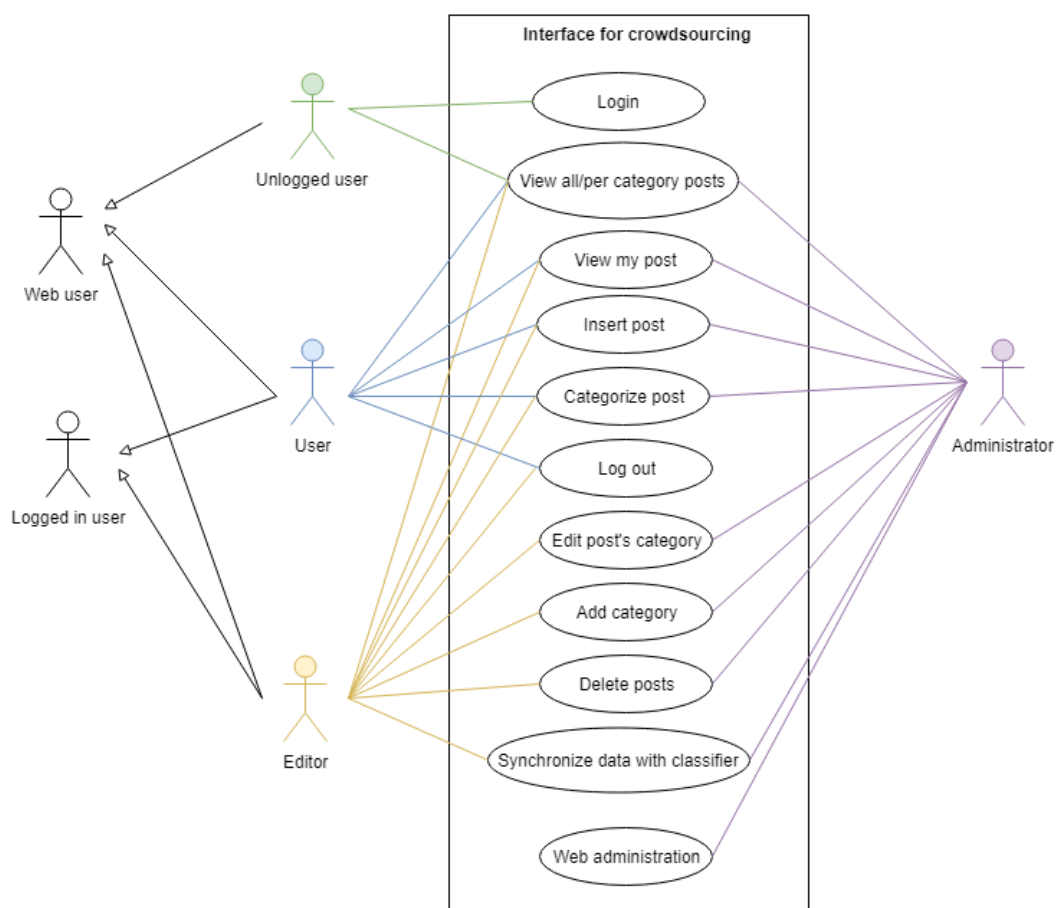 Interface for crowdsourcing
Login
Unlogged user
View all/per category posts
View my post
Web user
Insert post
Categorize post
User
Administrator
Log out
Logged in user
Edit post's category
Add category
Delete posts
Editor
Synchronize data with classifier
Web administration